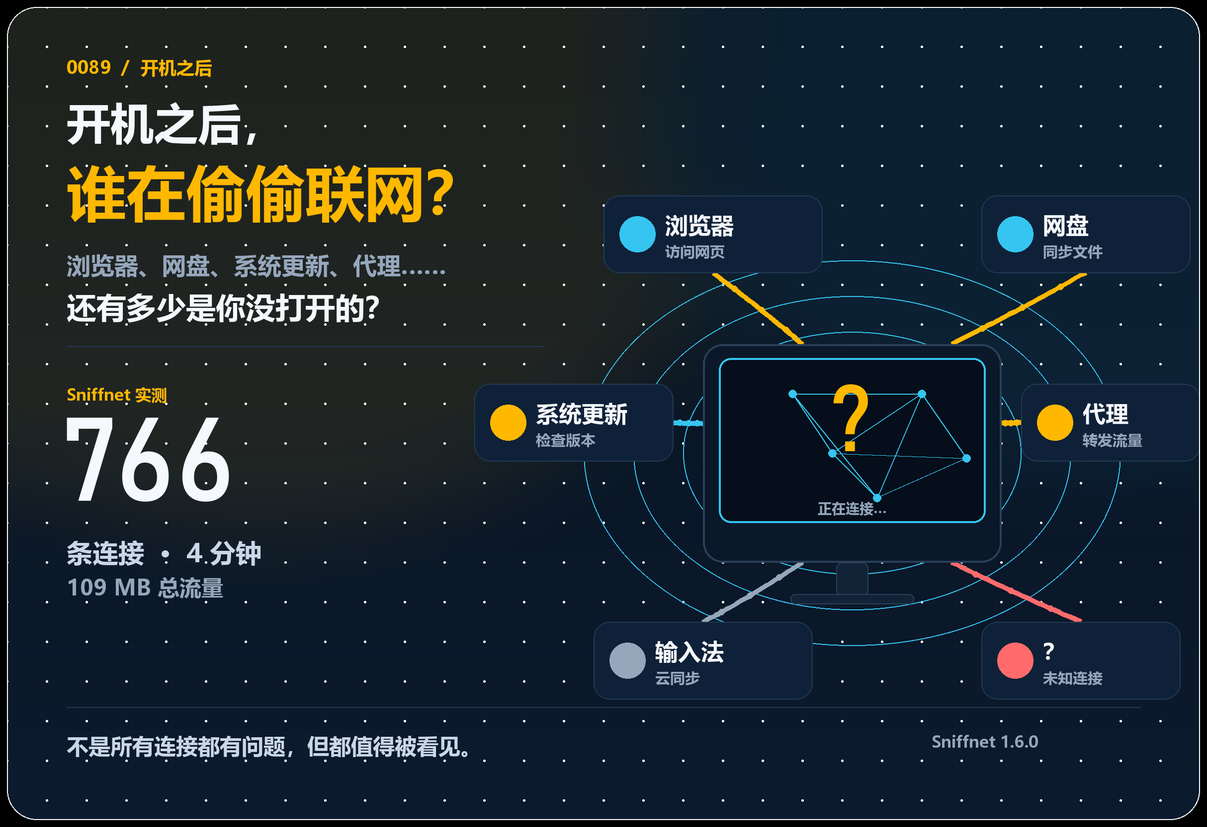 0089 / 开机之后
开机之后,
谁在偷偷联网?
浏览器、网盘、系统更新、代理……
还有多少是你没打开的?
Sniffnet 实测
766
条连接 • 4 分钟
109 MB 总流量
浏览器
访问网页
网盘
同步文件
系统更新
检查版本
?
正在连接...
代理
转发流量
输入法
云同步
?
未知连接
不是所有连接都有问题，但都值得被看见。
Sniffnet 1.6.0